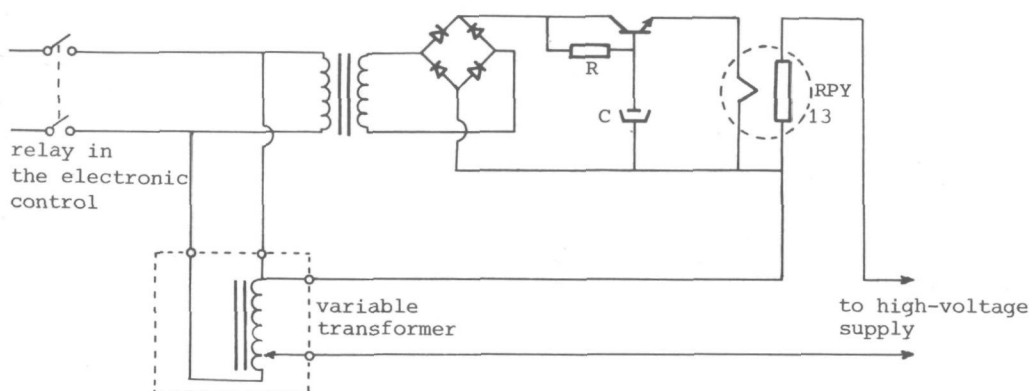 R
C
RPY
13
relay in
the electronic
control
variable
transformer
to high-voltage
supply